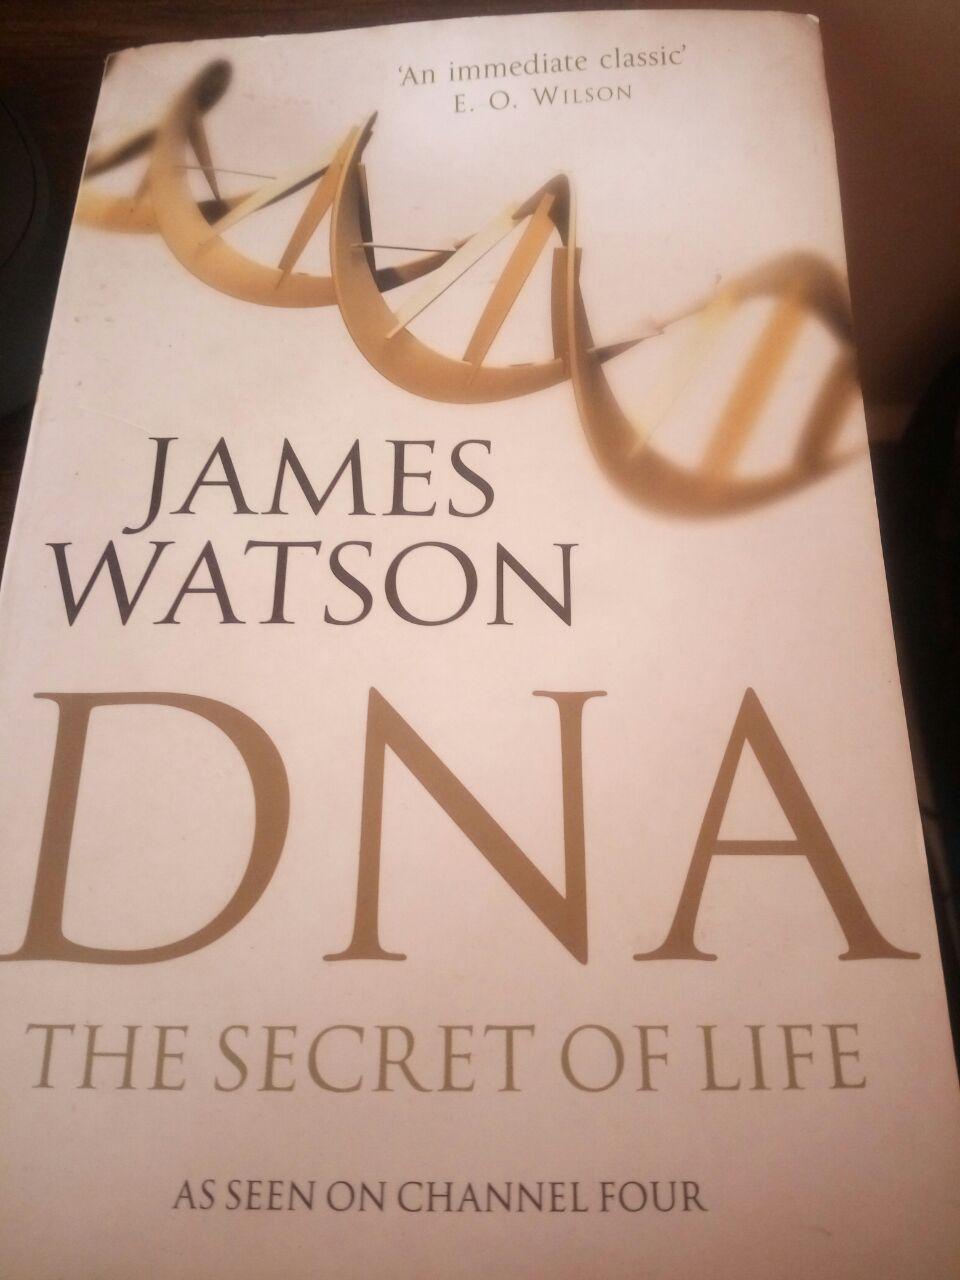 'An immediate classic'
E. O. WILSON
JAMES
WATSON
DNA
THE SECRET OF LIFE
AS SEEN ON CHANNEL FOUR